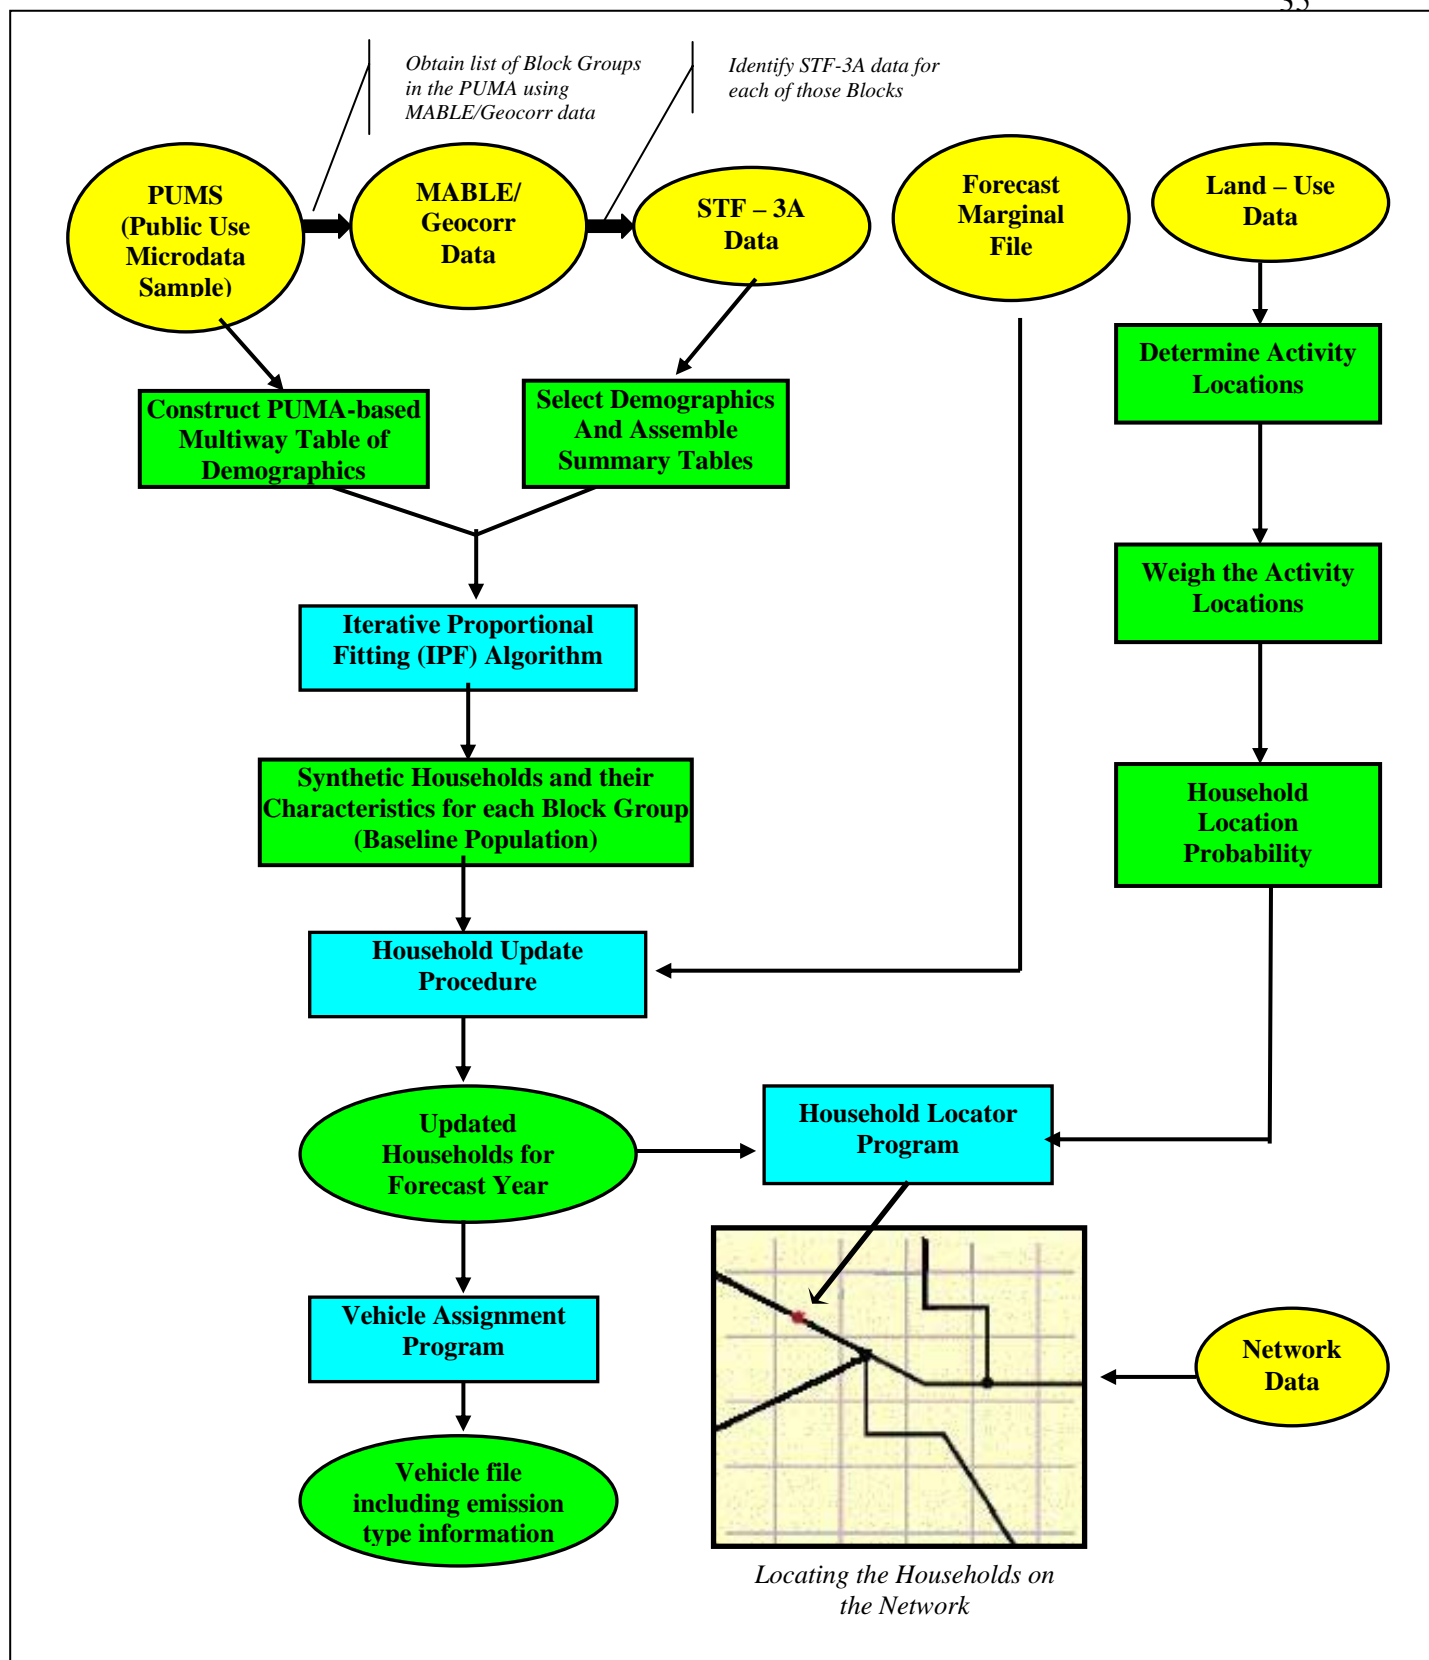 Obtain list of Block Groups
in the PUMA using
MABLE/Geocorr data
Identify STF-3A data for
each of those Blocks
PUMS
(Public Use
Microdata
Sample)
MABLE/
Geocorr
Data
STF – 3A
Data
Forecast
Marginal
File
Land – Use
Data
Construct PUMA-based
Multiway Table of
Demographics
Select Demographics
And Assemble
Summary Tables
Determine Activity
Locations
Weigh the Activity
Locations
Iterative Proportional
Fitting (IPF) Algorithm
Synthetic Households and their
Characteristics for each Block Group
(Baseline Population)
Household
Location
Probability
Household Update
Procedure
Updated
Households for
Forecast Year
Household Locator
Program
Vehicle Assignment
Program
Network
Data
Vehicle file
including emission
type information
Locating the Households on
the Network